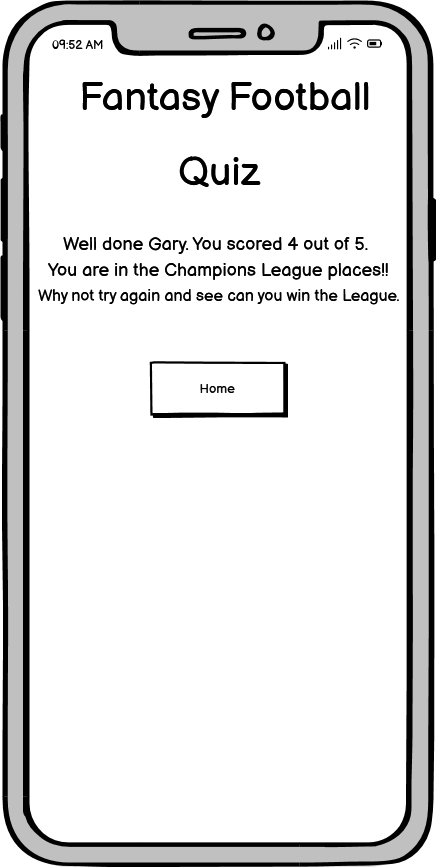 09:52 AM
Fantasy Football
Quiz
Well done Gary. You scored 4 out of 5.
You are in the Champions League places!!
Why not try again and see can you win the League.
Home